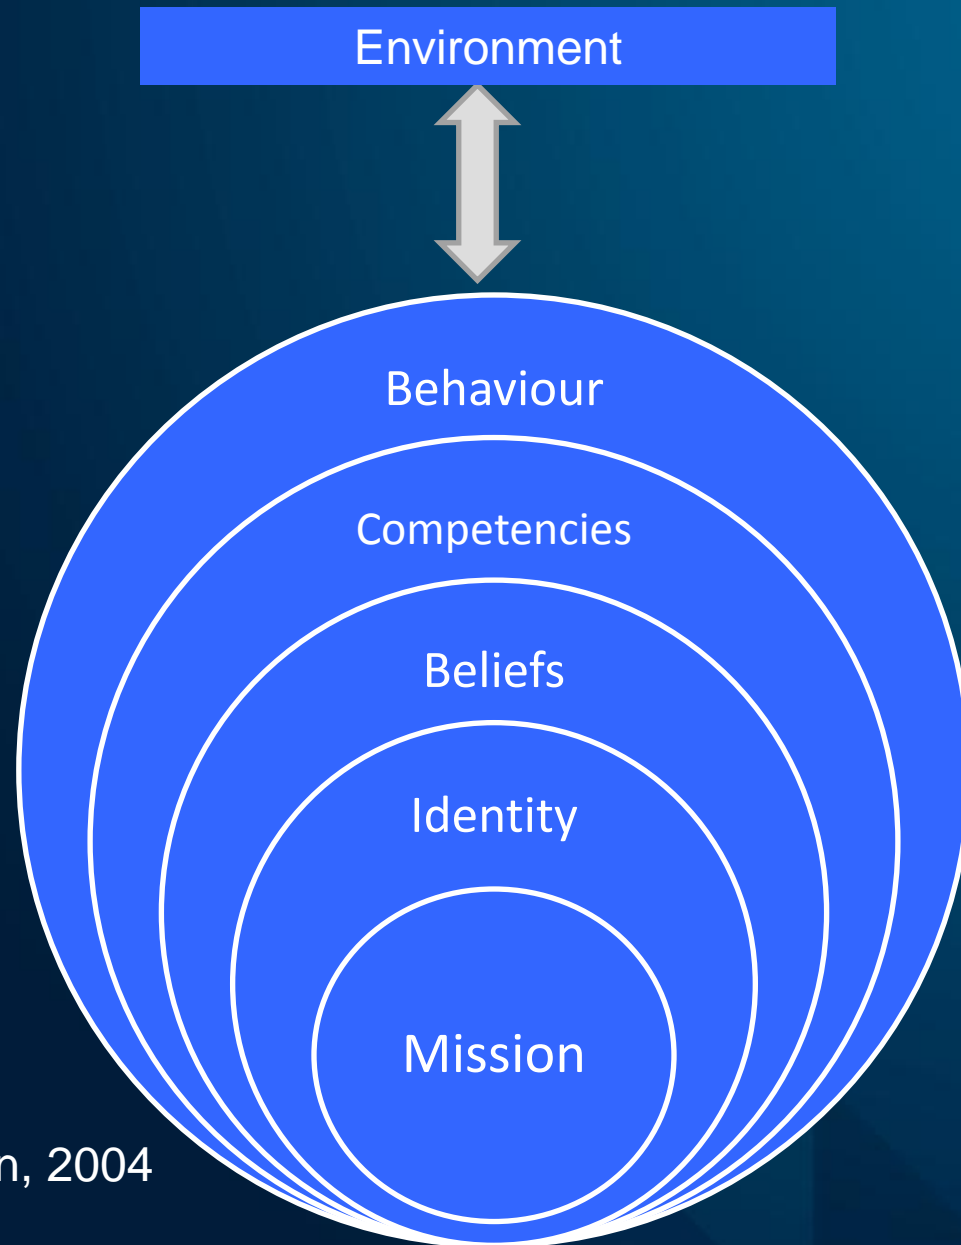 Environment
Behaviour
Competencies
Beliefs
Identity
Mission
n, 2004